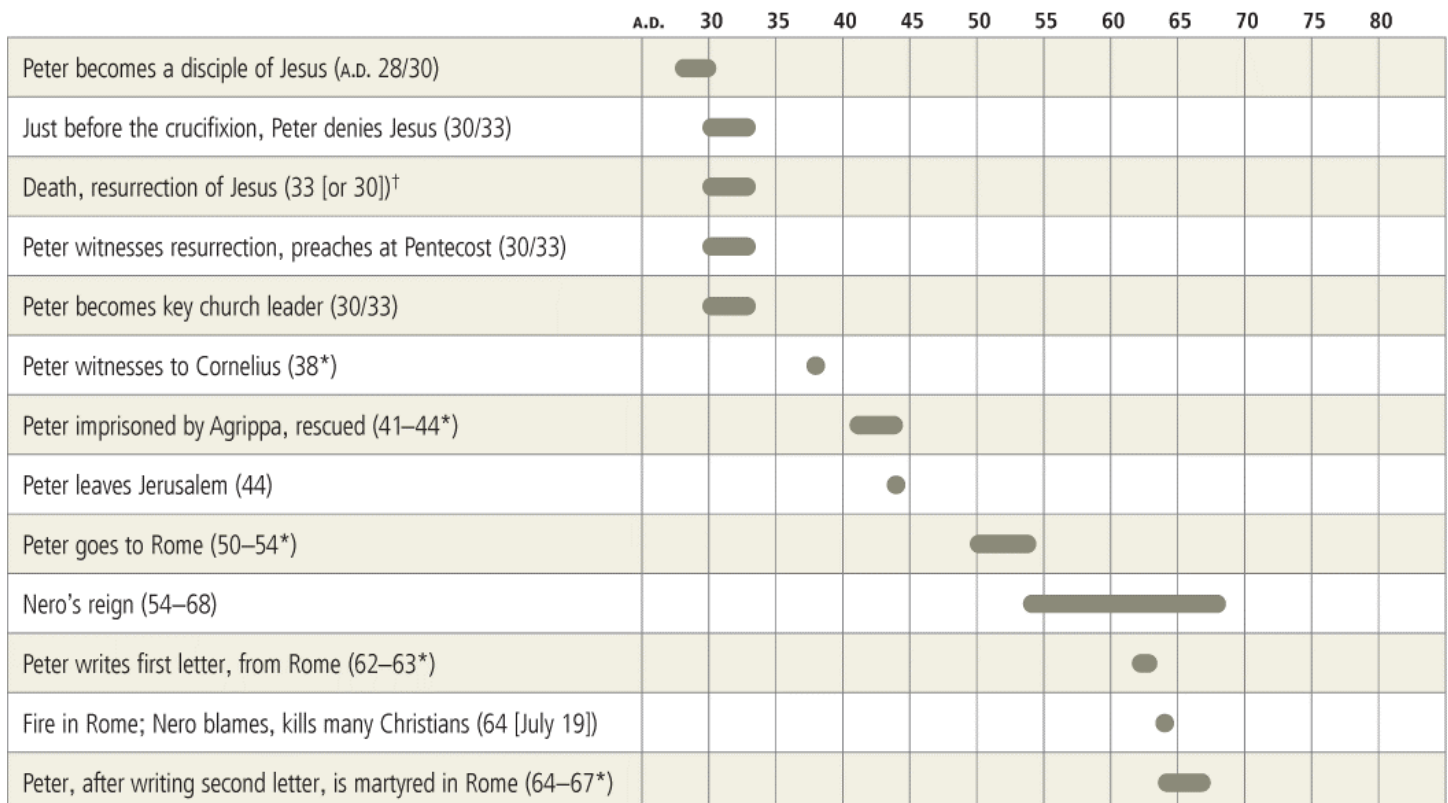 A.D. 30 35 40 45 50 55 60 65 70 75 80
Peter becomes a disciple of Jesus (A.D. 28/30)
Just before the crucifixion, Peter denies Jesus (30/33)
Death, resurrection of Jesus (33 [or 30])†
Peter witnesses resurrection, preaches at Pentecost (30/33)
Peter becomes key church leader (30/33)
Peter witnesses to Cornelius (38*)
Peter imprisoned by Agrippa, rescued (41–44*)
Peter leaves Jerusalem (44)
Peter goes to Rome (50–54*)
Nero’s reign (54–68)
Peter writes first letter, from Rome (62–63*)
Fire in Rome; Nero blames, kills many Christians (64 [July 19])
Peter, after writing second letter, is martyred in Rome (64–67*)